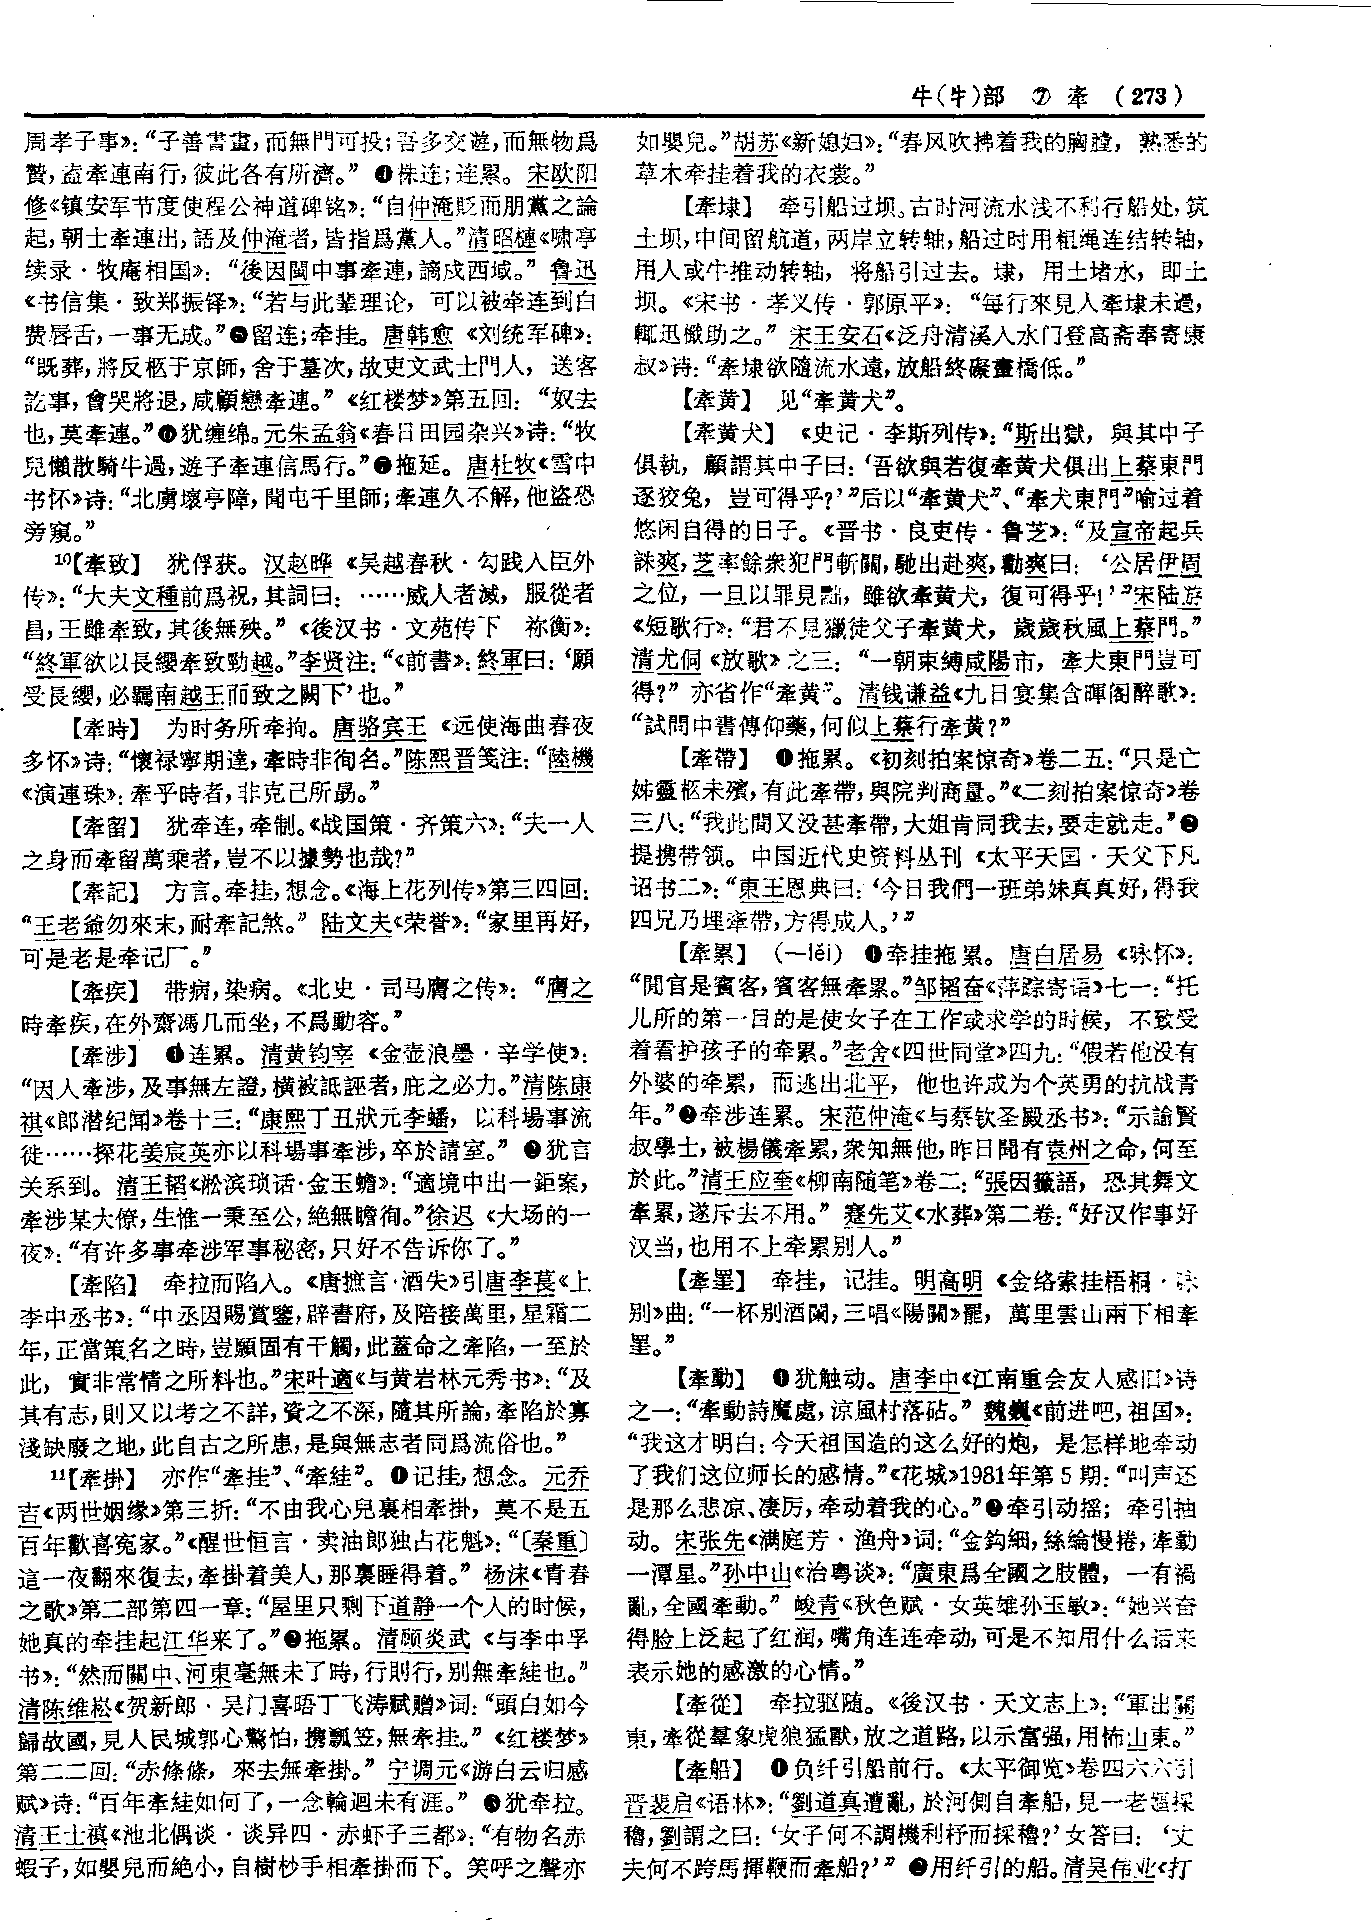 牛(牜)部 ⑦ 牽 (273)
周孝子事》：“子善書畫，而無門可投；吾多交遊，而無物爲
贄，盍牽連南行，彼此各有所濟。” ❹株连；连累。宋欧阳
修《镇安军节度使程公神道碑铭》：“自仲淹貶而朋黨之論
起，朝士牽連出，語及仲淹者，皆指爲黨人。”清昭槤《啸亭
续录·牧庵相国》：“後因閩中事牽連，謫戍西域。” 鲁迅
《书信集·致郑振铎》：“若与此辈理论，可以被牵连到白
费唇舌，一事无成。”❺留连；牵挂。唐韩愈《刘统军碑》：
“既葬，將反柩于京師，舍于墓次，故吏文武士門人，送客
訖事，會哭將退，咸顧戀牽連。”《红楼梦》第五回：“奴去
也，莫牽連。”❻犹缠绵。元朱孟翁《春日田园杂兴》诗：“牧
兒懶散騎牛過，遊子牽連信馬行。”❼拖延。唐杜牧《雪中
书怀》诗：“北虜壞亭障，聞屯千里師；牽連久不解，他盜恐
旁窺。”
10【牽致】 犹俘获。汉赵晔《吴越春秋·勾践入臣外
传》：“大夫文種前爲祝，其詞曰：……威人者滅，服從者
昌，王雖牽致，其後無殃。”《後汉书·文苑传下 祢衡》：
“終軍欲以長纓牽致勁越。”李贤注：“《前書》：終軍曰：‘願
受長纓，必羈南越王而致之闕下’也。”
【牽時】 为时务所牵拘。唐骆宾王《远使海曲春夜
多怀》诗：“懷禄寧期達，牽時非徇名。”陈熙晋笺注：“陸機
《演連珠》：牽乎時者，非克己所勗。”
【牽留】 犹牵连，牵制。《战国策·齐策六》：“夫一人
之身而牽留萬乘者，豈不以據勢也哉？”
【牽記】 方言。牵挂，想念。《海上花列传》第三四回：
“王老爺勿來末，耐牽記煞。” 陆文夫《荣誉》：“家里再好，
可是老是牵记厂。”
【牽疾】 带病，染病。《北史·司马膺之传》：“膺之
時牽疾，在外齋馮几而坐，不爲動容。”
【牽涉】 ❶连累。清黄钧宰《金壶浪墨·辛学使》：
“因人牽涉，及事無左證，横被詆誣者，庇之必力。”清陈康
祺《郎潜纪闻》卷十三：“康熙丁丑狀元李蟠，以科場事流
徙……探花姜宸英亦以科場事牽涉，卒於請室。” ❷犹言
关系到。清王韬《淞滨琐话·金玉蟾》：“適境中出一鉅案，
牽涉某大僚，生惟一秉至公，絶無瞻徇。”徐迟《大场的一
夜》：“有许多事牵涉军事秘密，只好不告诉你了。”
【牽陷】 牵拉而陷入。《唐摭言·酒失》引唐李甚《上
李中丞书》：“中丞因賜賞鑒，辟書府，及陪接萬里，星霜二
年，正當策名之時，豈願固有干觸，此蓋命之牽陷，一至於
此，實非常情之所料也。”宋叶適《与黄岩林元秀书》：“及
其有志，則又以考之不詳，資之不深，隨其所論，牽陷於寡
淺缺廢之地，此自古之所患，是與無志者同爲流俗也。”
11【牽掛】 亦作“牽挂”、“牽絓”。❶记挂，想念。元乔
吉《两世姻缘》第三折：“不由我心兒裏相牽掛，莫不是五
百年歡喜寃家。”《醒世恒言·卖油郎独占花魁》：“〔秦重〕
這一夜翻來復去，牽掛着美人，那裏睡得着。” 杨沫《青春
之歌》第二部第四一章：“屋里只剩下道静一个人的时候，
她真的牵挂起江华来了。”❷拖累。清顾炎武《与李中孚
书》：“然而關中、河東毫無未了時，行則行，别無牽絓也。”
清陈维崧《贺新郎·吴门喜晤丁飞涛赋赠》词：“頭白如今
歸故國，見人民城郭心驚怕，携瓢笠，無牽挂。”《红楼梦》
第二二回：“赤條條，來去無牽掛。”宁调元《游白云归感
赋》诗：“百年牽絓如何了，一念輪迴未有涯。” ❸犹牵拉。
清王士禛《池北偶谈·谈异四·赤虾子三都》：“有物名赤
蝦子，如嬰兒而絶小，自樹杪手相牽掛而下。笑呼之聲亦
如嬰兒。”胡苏《新媳妇》：“春风吹拂着我的胸膛，熟悉的
草木牵挂着我的衣裳。”
【牽埭】 牵引船过坝。古时河流水浅不利行船处，筑
土坝，中间留航道，两岸立转轴，船过时用粗绳连结转轴，
用人或牛推动转轴，将船引过去。埭，用土堵水，即土
坝。《宋书·孝义传·郭原平》：“每行來見人牽埭未過，
輒迅檝助之。” 宋王安石《泛舟清溪入水门登高斋奉寄康
叔》诗：“牽埭欲隨流水遠，放船終礙畫橋低。”
【牽黄】 见“牽黄犬”。
【牽黄犬】 《史记·李斯列传》：“斯出獄，與其中子
俱執，顧謂其中子曰：‘吾欲與若復牽黄犬俱出上蔡東門
逐狡兔，豈可得乎？’”后以“牽黄犬”、“牽犬東門”喻过着
悠闲自得的日子。《晋书·良吏传·鲁芝》：“及宣帝起兵
誅爽，芝率餘衆犯門斬關，馳出赴爽，勸爽曰：‘公居伊周
之位，一旦以罪見黜，雖欲牽黄犬，復可得乎！’”宋陆游
《短歌行》：“君不見獵徒父子牽黄犬，歲歲秋風上蔡門。”
清尤侗《放歌》之三：“一朝束縛咸陽市，牽犬東門豈可
得？” 亦省作“牽黄”。清钱谦益《九日宴集含暉阁醉歌》：
“試問中書傳仰藥，何似上蔡行牽黄？”
【牽帶】 ❶拖累。《初刻拍案惊奇》卷二五：“只是亡
姊靈柩未殯，有此牽帶，與院判商量。”《二刻拍案惊奇》卷
三八：“我此間又没甚牽帶，大姐肯同我去，要走就走。”❷
提携带领。中国近代史资料丛刊《太平天国·天父下凡
诏书二》：“東王恩典曰：‘今日我們一班弟妹真真好，得我
四兄乃埋牽帶，方得成人。’”
【牽累】 (—lěi) ❶牵挂拖累。唐白居易《咏怀》：
“閒官是賓客，賓客無牽累。”邹韬奋《萍踪寄语》七一：“托
儿所的第一目的是使女子在工作或求学的时候，不致受
着看护孩子的牵累。”老舍《四世同堂》四九：“假若他没有
外婆的牵累，而逃出北平，他也许成为个英勇的抗战青
年。”❷牵涉连累。宋范仲淹《与蔡钦圣殿丞书》：“示諭賢
叔學士，被楊儀牽累，衆知無他，昨日聞有袁州之命，何至
於此。”清王应奎《柳南随笔》卷二：“張因籤語，恐其舞文
牽累，遂斥去不用。” 蹇先艾《水葬》第二卷：“好汉作事好
汉当，也用不上牵累别人。”
【牽罣】 牵挂，记挂。明高明《金络索挂梧桐·咏
别》曲：“一杯别酒闌，三唱《陽關》罷，萬里雲山兩下相牽
罣。”
【牽動】 ❶犹触动。唐李中《江南重会友人感旧》诗
之一：“牽動詩魔處，涼風村落砧。” 魏巍《前进吧，祖国》：
“我这才明白：今天祖国造的这么好的炮，是怎样地牵动
了我们这位师长的感情。”《花城》1981年第5期：“叫声还
是那么悲凉、凄厉，牵动着我的心。”❷牵引动摇；牵引抽
动。宋张先《满庭芳·渔舟》词：“金鈎細，絲綸慢捲，牽動
一潭星。”孙中山《治粤谈》：“廣東爲全國之肢體，一有禍
亂，全國牽動。” 峻青《秋色赋·女英雄孙玉敏》：“她兴奋
得脸上泛起了红润，嘴角连连牵动，可是不知用什么话来
表示她的感激的心情。”
【牽從】 牵拉驱随。《後汉书·天文志上》：“軍出關
東，牽從羣象虎狼猛獸，放之道路，以示富强，用怖山東。”
【牽船】 ❶负纤引船前行。《太平御览》卷四六六引
晋裴启《语林》：“劉道真遭亂，於河側自牽船，見一老嫗採
穭，劉謂之曰：‘女子何不調機利杼而採穭？’女答曰：‘丈
夫何不跨馬揮鞭而牽船？’” ❷用纤引的船。清吴伟业《打